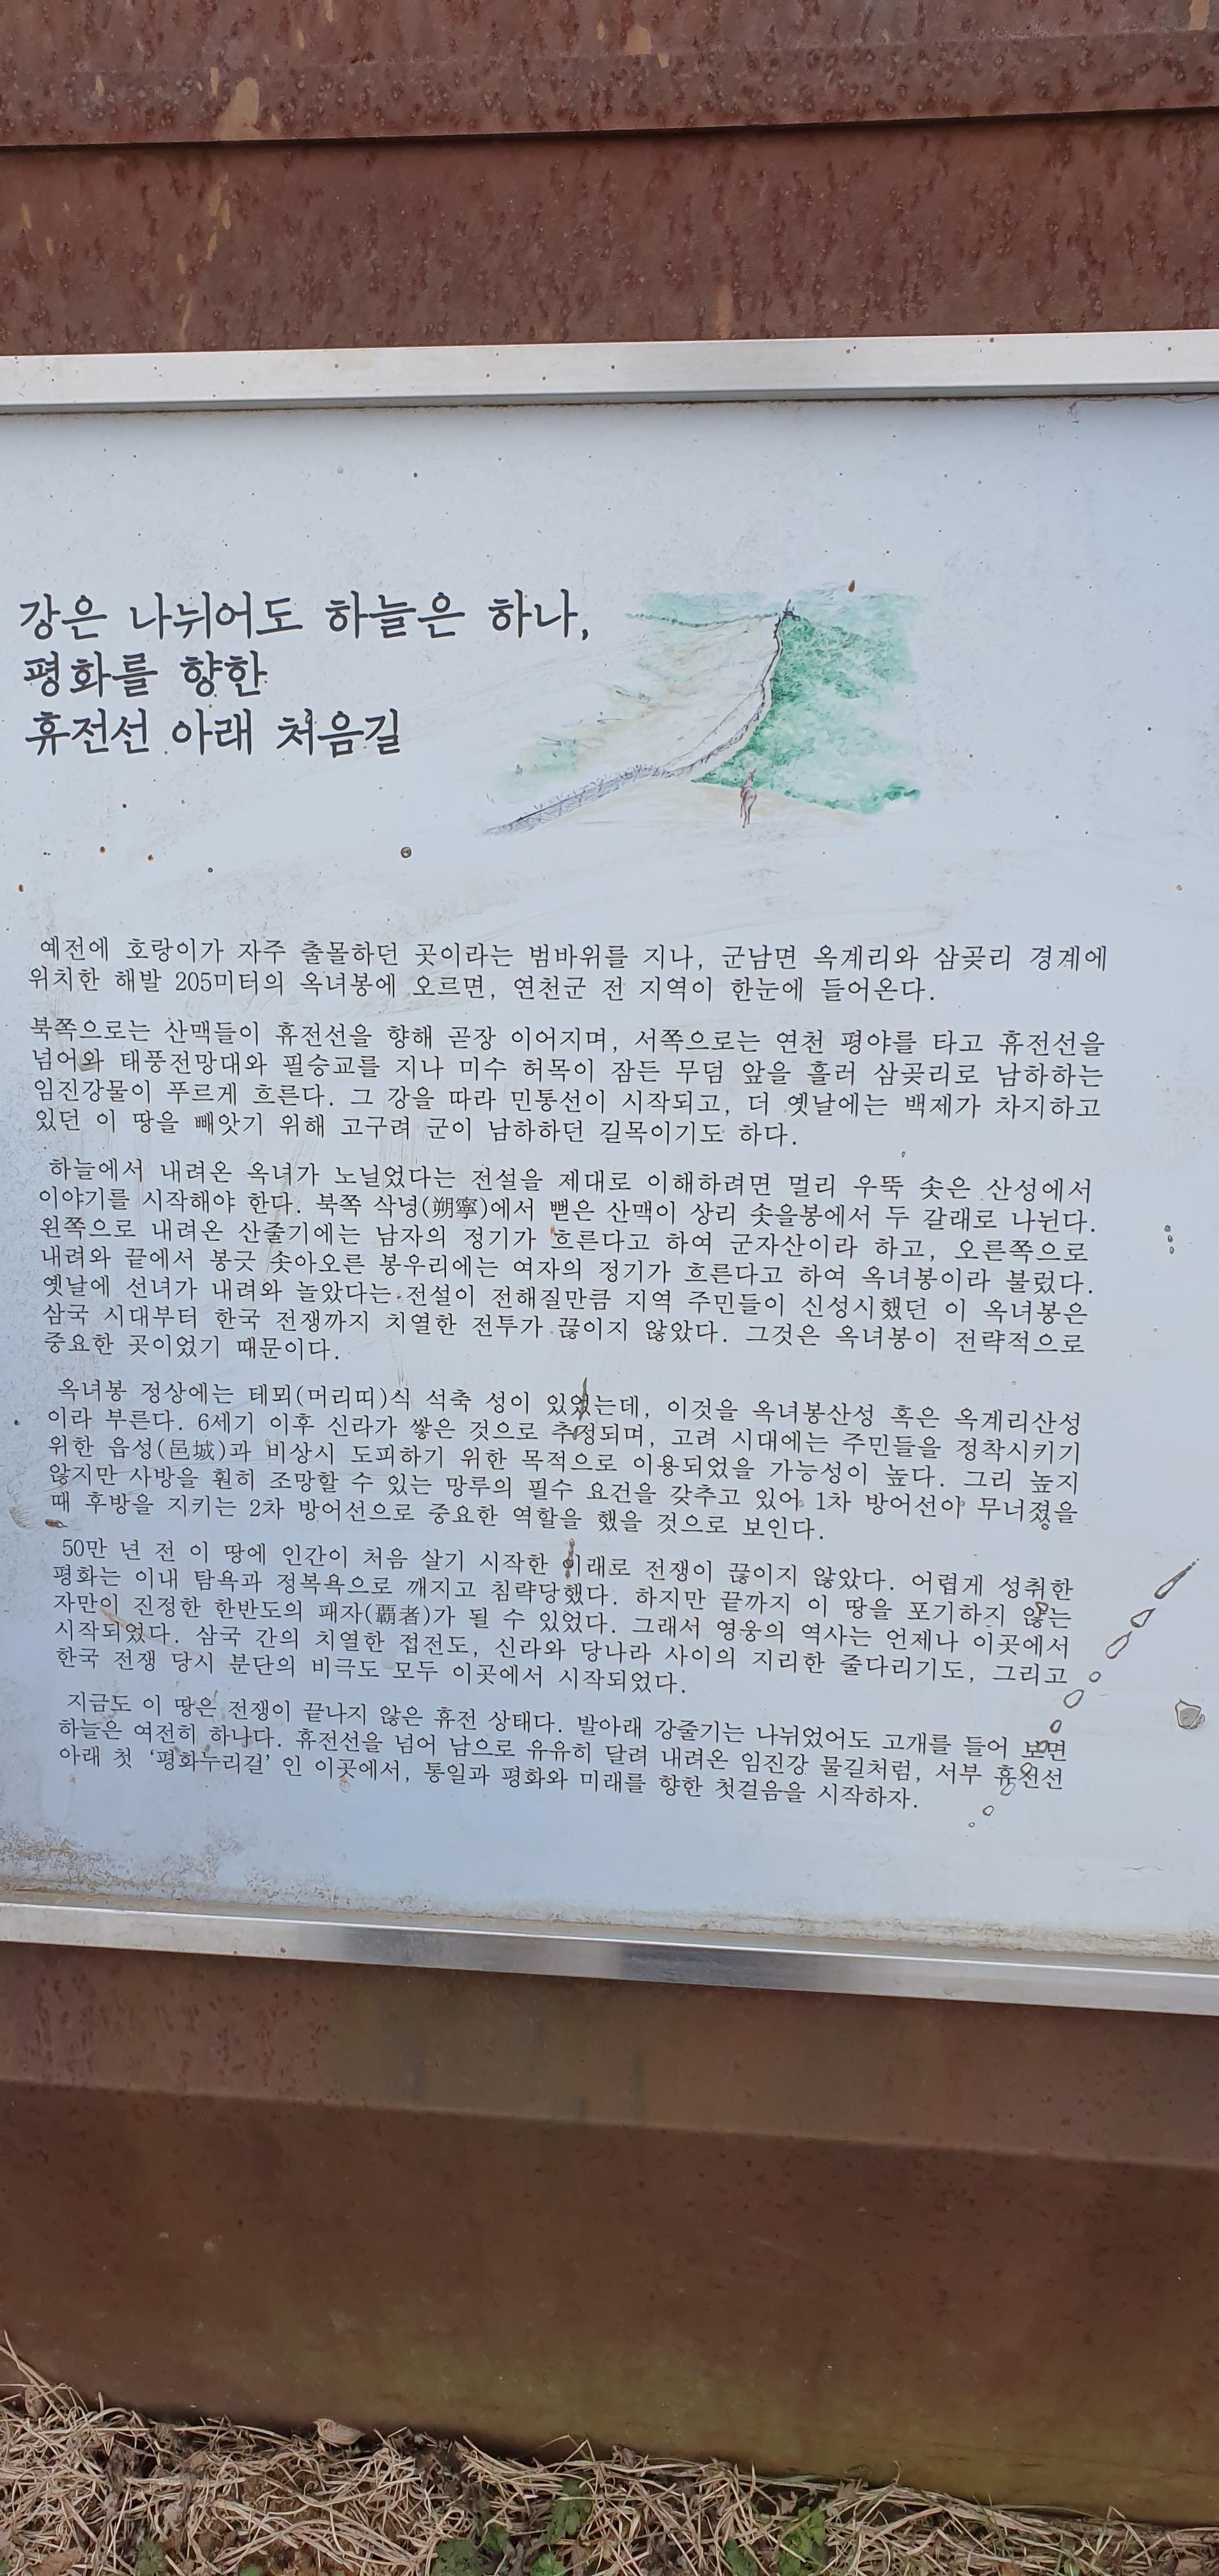 강은 나뉘어도 하늘은 하나,
평화를 향한
휴전선 아래 첫음길
예전에 호랑이가 자주 출몰하던 곳이라는 범바위를 지나, 군남면 옥계리와 삼곶리 경계에
위치한 해발 205미터의 옥녀봉에 오르면, 연천군 전 지역이 한눈에 들어온다.
북쪽으로는 산맥들이 휴전선을 향해 곧장 이어지며, 서쪽으로는 연천 평야를 타고 휴전선을
넘어와 태풍전망대와 필승교를 지나 미수 허목이 잠든 무덤 앞을 흘러 삼곶리로 남하하는
임진강물이 푸르게 흐른다. 그 강을 따라 민통선이 시작되고, 더 옛날에는 백제가 차지하고
있던 이 땅을 빼앗기 위해 고구려 군이 남하하던 길목이기도 하다.
하늘에서 내려온 옥녀가 노닐었다는 전설을 제대로 이해하려면 멀리 우뚝 솟은 산성에서
이야기를 시작해야 한다. 북쪽 삭녕(朔寧)에서 뻗은 산맥이 상리 솟을봉에서 두 갈래로 나뉜다.
왼쪽으로 내려온 산줄기에는 남자의 정기가 흐른다고 하여 군자산이라 하고, 오른쪽으로
내려와 끝에서 봉긋 솟아오른 봉우리에는 여자의 정기가 흐른다고 하여 옥녀봉이라 불렀다.
옛날에 선녀가 내려와 놀았다는 전설이 전해질만큼 지역 주민들이 신성시했던 이 옥녀봉은
삼국 시대부터 한국 전쟁까지 치열한 전투가 끊이지 않았다. 그것은 옥녀봉이 전략적으로
중요한 곳이었기 때문이다.
옥녀봉 정상에는 테뫼(머리띠)식 석축 성이 있었는데, 이것을 옥녀봉산성 혹은 옥계리산성
이라 부른다. 6세기 이후 신라가 쌓은 것으로 추정되며, 고려 시대에는 주민들을 정착시키기
위한 읍성(邑城)과 비상시 도피하기 위한 목적으로 이용되었을 가능성이 높다. 그리 높지
않지만 사방을 훤히 조망할 수 있는 망루의 필수 요건을 갖추고 있어 1차 방어선이 무너졌을
때 후방을 지키는 2차 방어선으로 중요한 역할을 했을 것으로 보인다.
50만 년 전 이 땅에 인간이 처음 살기 시작한 이래로 전쟁이 끊이지 않았다. 어렵게 성취한
평화는 이내 탐욕과 정복욕으로 깨지고 침략당했다. 하지만 끝까지 이 땅을 포기하지 않는
자만이 진정한 한반도의 패자(覇者)가 될 수 있었다. 그래서 영웅의 역사는 언제나 이곳에서
시작되었다. 삼국 간의 치열한 접전도, 신라와 당나라 사이의 지리한 줄다리기도, 그리고
한국 전쟁 당시 분단의 비극도 모두 이곳에서 시작되었다.
지금도 이 땅은 전쟁이 끝나지 않은 휴전 상태다. 발아래 강줄기는 나뉘었어도 고개를 들어 보면
하늘은 여전히 하나다. 휴전선을 넘어 남으로 유유히 달려 내려온 임진강 물길처럼, 서부 휴전선
아래 첫 ‘평화누리길’ 인 이곳에서, 통일과 평화와 미래를 향한 첫걸음을 시작하자.